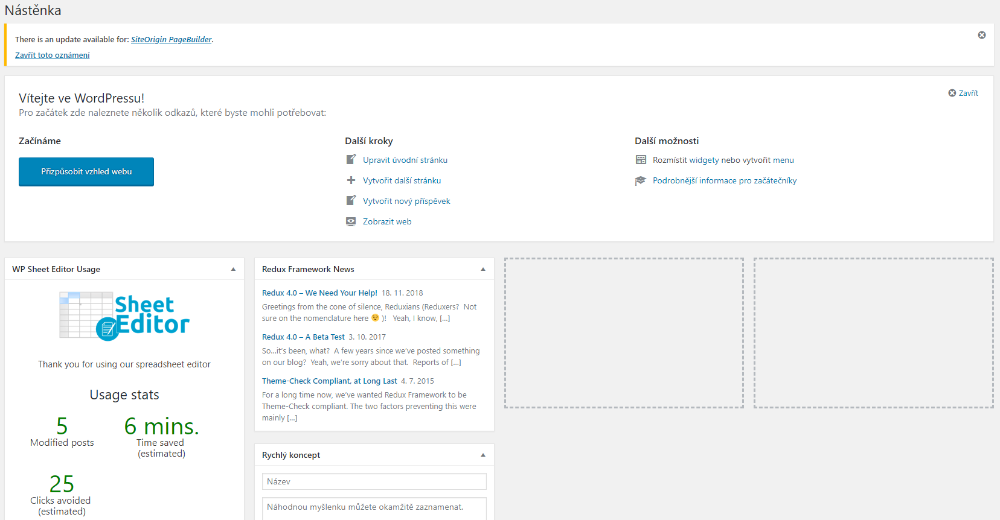 Nástěnka
There is an update available for: SiteOrigin PageBuilder.
Zavřít toto oznámení
Vítejte ve WordPressu!
Zavřít
Pro začátek zde naleznete několik odkazů, které byste mohli potřebovat:
Začínáme
Přizpůsobit vzhled webu
Další kroky
Upravit úvodní stránku
Vytvořit další stránku
Vytvořit nový příspěvek
Zobrazit web
Další možnosti
Rozmístit widgety nebo vytvořit menu
Podrobnější informace pro začátečníky
WP Sheet Editor Usage
Sheet
Editor
Thank you for using our spreadsheet editor
Usage stats
5
Modified posts
6 mins.
Time saved
(estimated)
25
Clicks avoided
(estimated)
Redux Framework News
Redux 4.0 – We Need Your Help! 18. 11. 2018
Greetings from the cone of silence, Reduxians (Reduxers?  Not
sure on the nomenclature here 😉 )!   Yeah, I know, […]
Redux 4.0 – A Beta Test 3. 10. 2017
So…it's been, what?  A few years since we've posted something
on our blog?  Yeah, we're sorry about that.  Reports of […]
Theme-Check Compliant, at Long Last 4. 7. 2015
For a long time now, we've wanted Redux Framework to be
Theme-Check compliant. The two factors preventing this were
mainly […]
Rychlý koncept
Název
Náhodnou myšlenku můžete okamžitě zaznamenat.